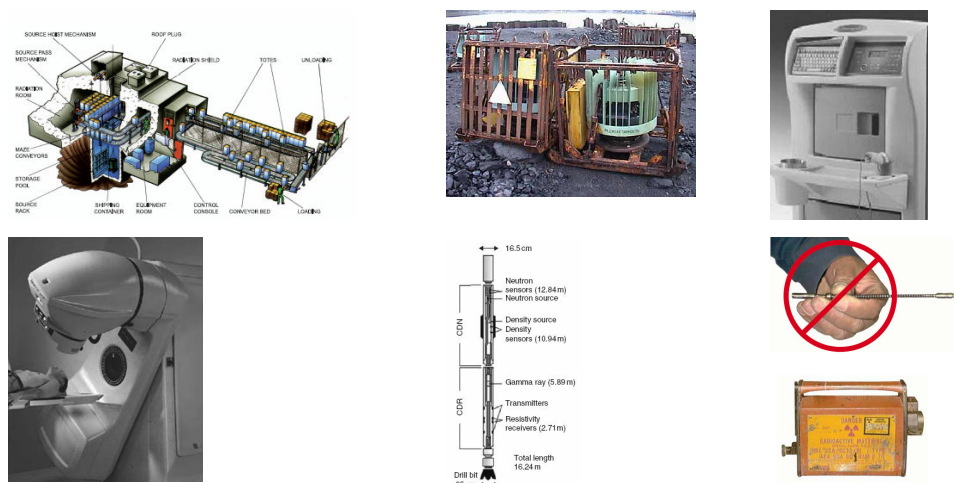 SOURCE HOIST MECHANISM
ROOF PLUG
SOURCE PASS
MECHANISM
RADIATION SHIELD
TOTES
UNLOADING
RADIATION
ROOM
MAZE
CONVEYORS
STORAGE
POOL
SOURCE
RACK
SHIPPING
CONTAINER
EQUIPMENT
ROOM
CONTROL
CONSOLE
CONVEYOR BED
LOADING
16.5 cm
Neutron
sensors (12.84 m)
Neutron source
Density source
Density
sensors (10.94 m)
CDN
Gamma ray (5.89 m)
Transmitters
Resistivity
receivers (2.71 m)
CDR
Total length
16.24 m
Drill bit
DANGER
RADIOACTIVE MATERIAL